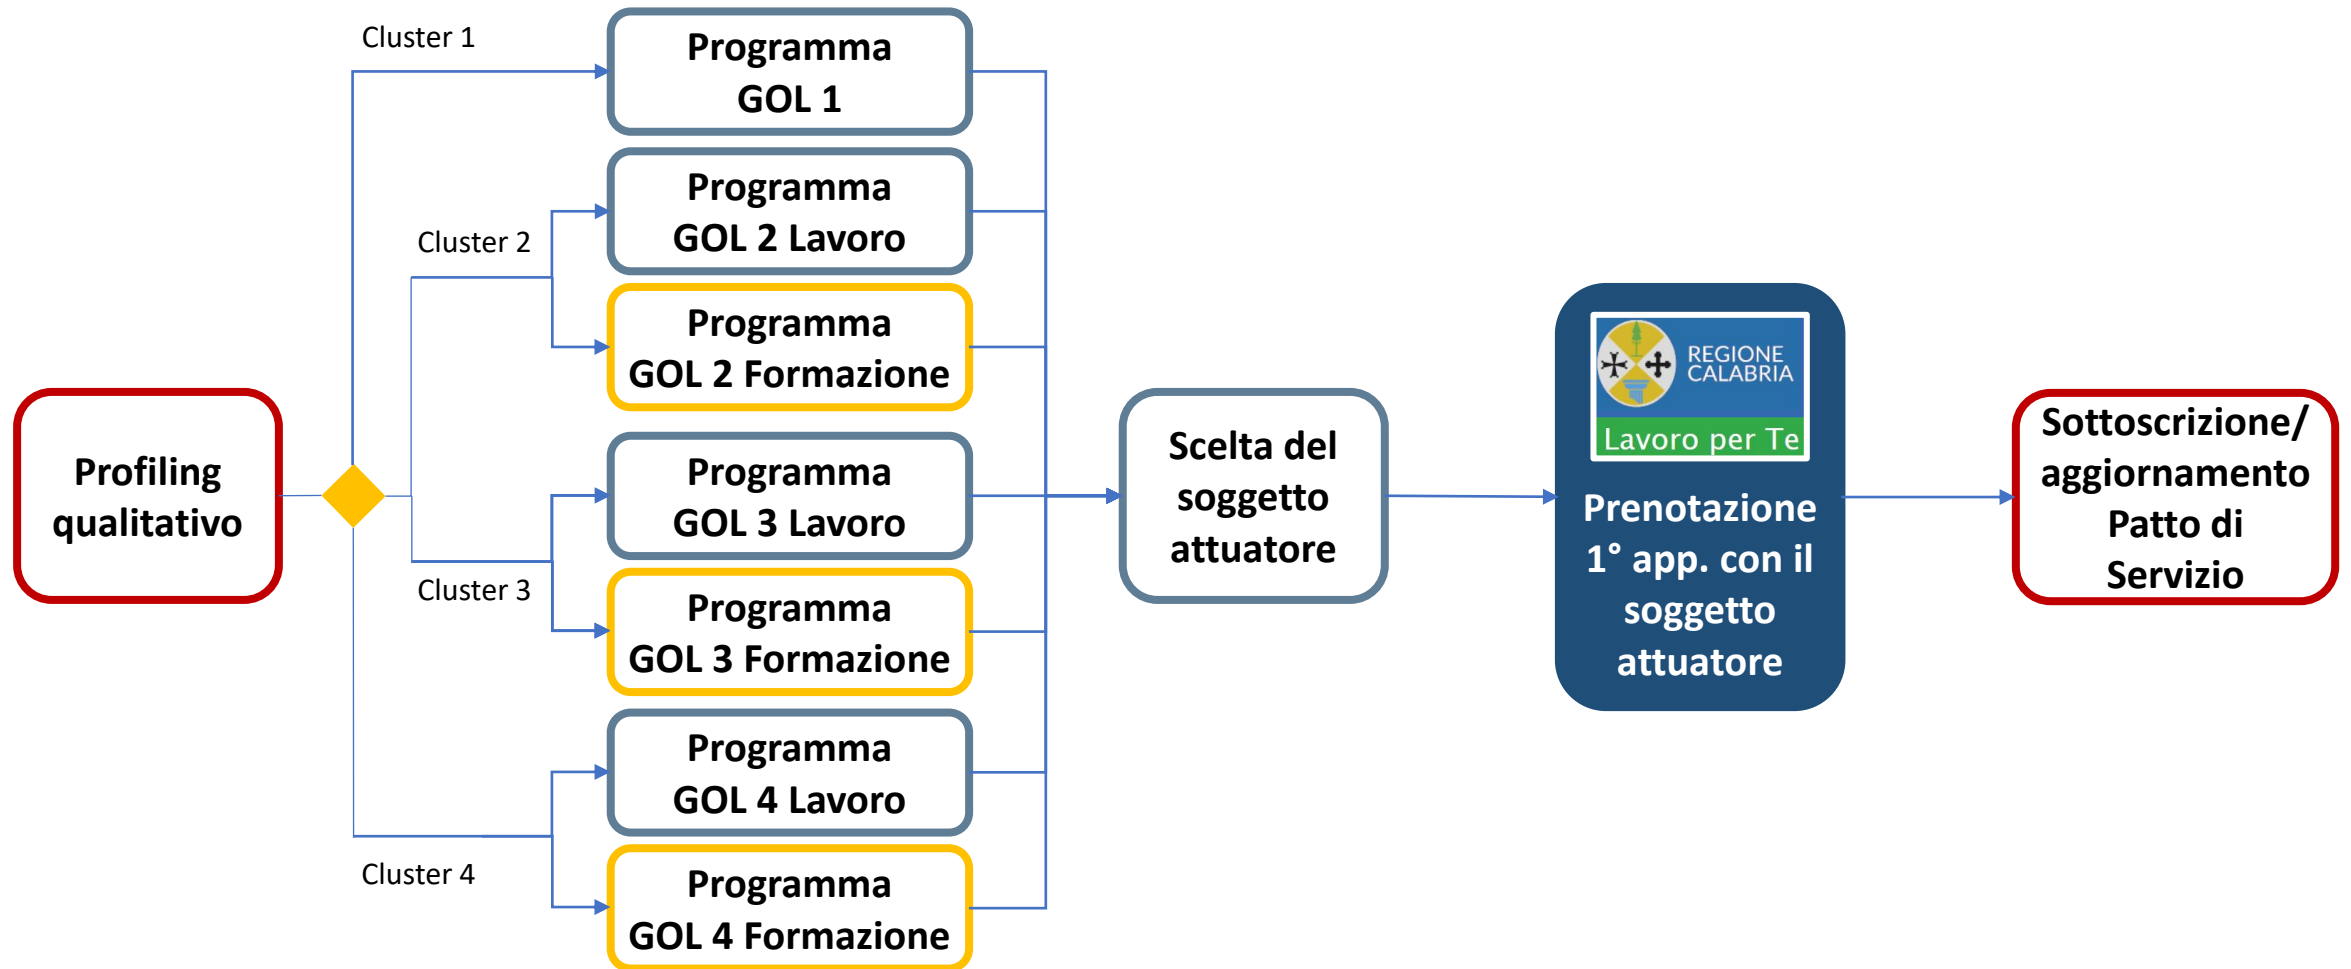 Profiling
qualitativo
Cluster 1
Programma
GOL 1
Cluster 2
Programma
GOL 2 Lavoro
Programma
GOL 2 Formazione
Cluster 3
Programma
GOL 3 Lavoro
Programma
GOL 3 Formazione
Cluster 4
Programma
GOL 4 Lavoro
Programma
GOL 4 Formazione
Scelta del
soggetto
attuatore
REGIONE
CALABRIA
Lavoro per Te
Prenotazione
1° app. con il
soggetto
attuatore
Sottoscrizione/
aggiornamento
Patto di
Servizio